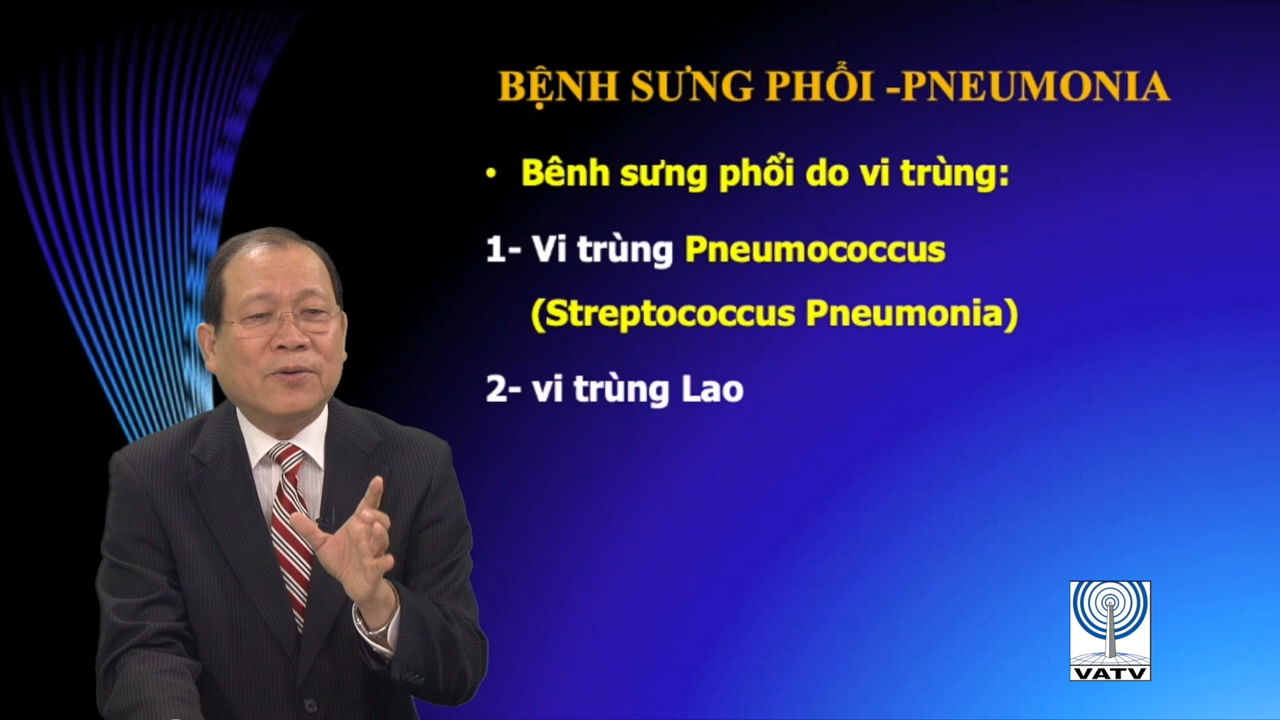 BỆNH SƯNG PHỔI -PNEUMONIA
• Bênh sưng phổi do vi trùng:
1- Vi trùng Pneumococcus
(Streptococcus Pneumonia)
2- vi trùng Lao
VATV